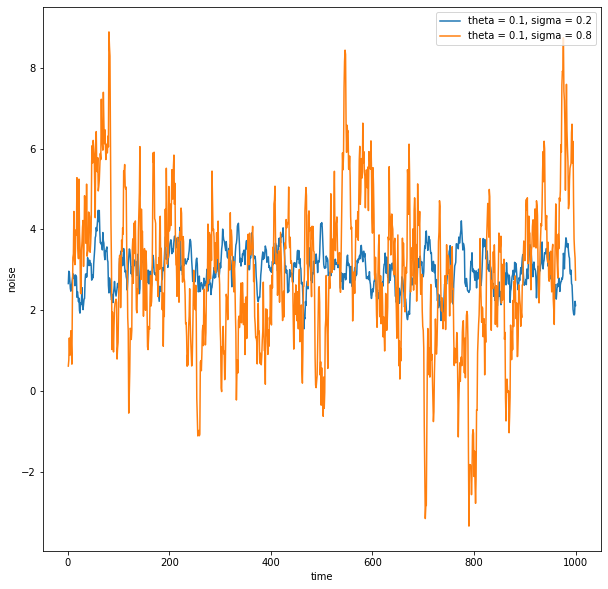 theta = 0.1, sigma = 0.2
theta = 0.1, sigma = 0.8
8
6
4
2
0
−2
noise
0 200 400 600 800 1000
time